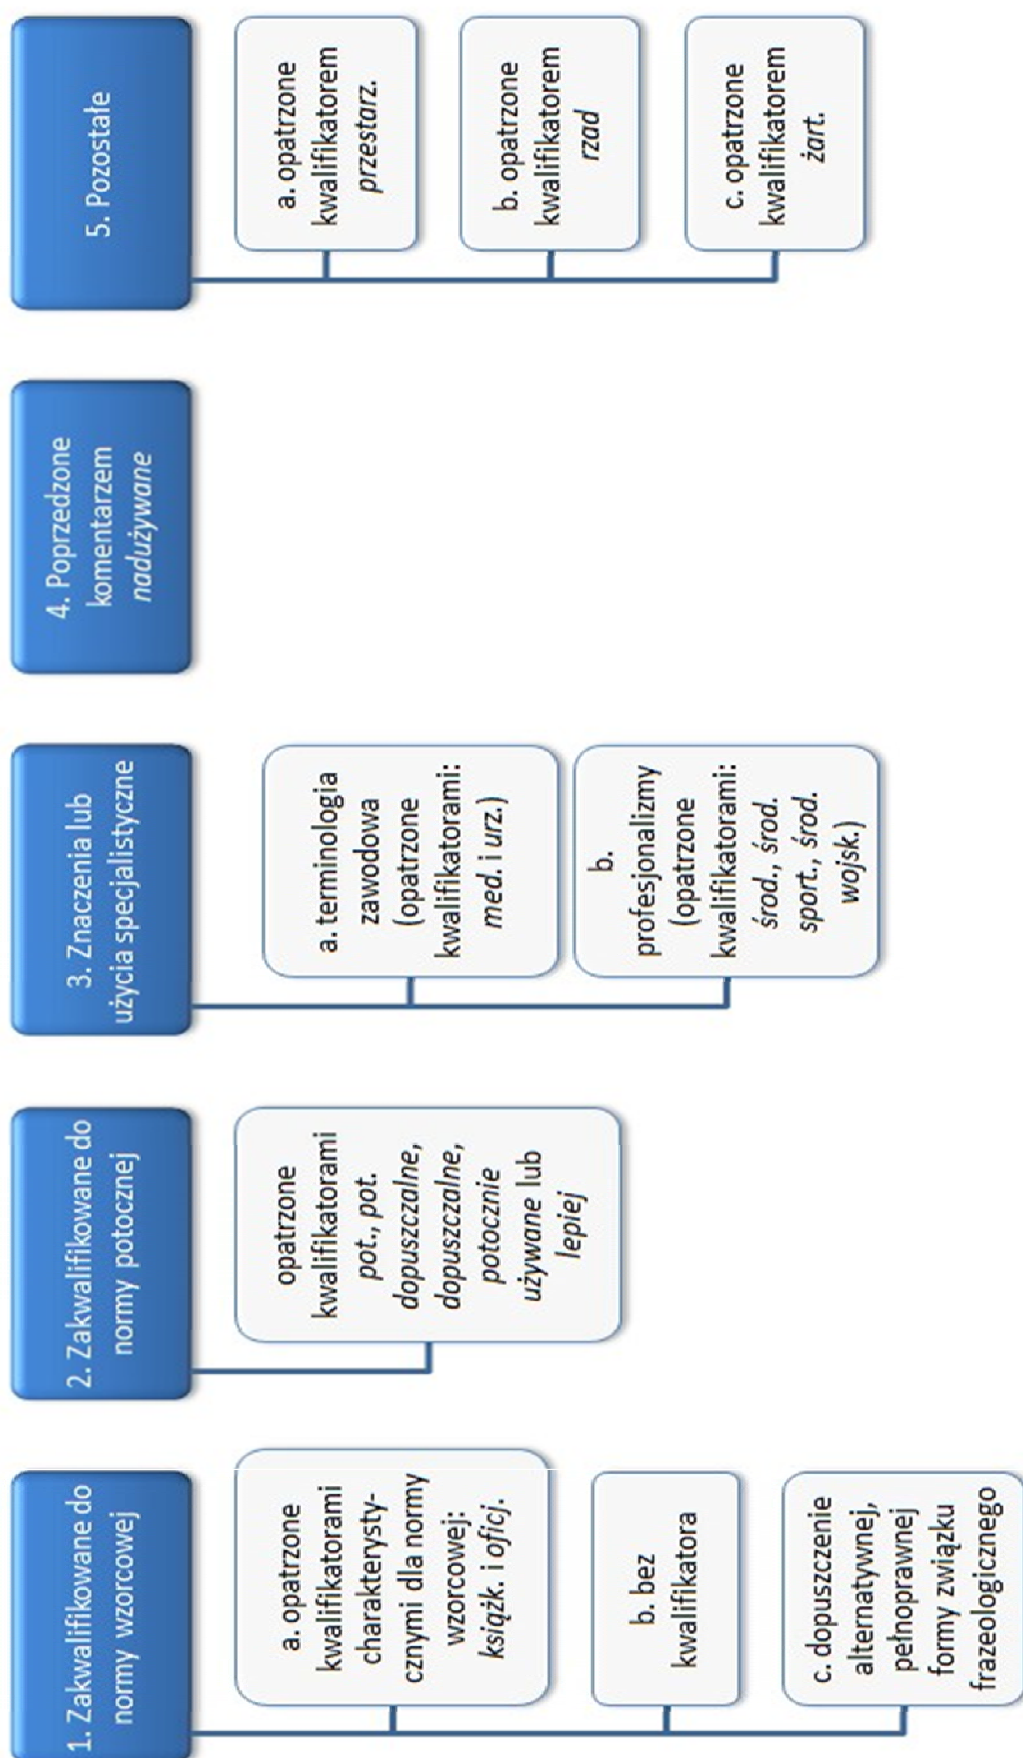 1. Zakwalifikowane do
normy wzorcowej
a. opatrzone
kwalifikatorami
charakterysty-
cznymi dla normy
wzorcowej:
książk. i oficj.
b. bez
kwalifikatora
c. dopuszczenie
alternatywnej,
pełnoprawnej
formy związku
frazeologicznego
2. Zakwalifikowane do
normy potocznej
opatrzone
kwalifikatorami
pot., pot.
dopuszczalne,
dopuszczalne,
potocznie
używane lub
lepiej
3. Znaczenia lub
użycia specjalistyczne
a. terminologia
zawodowa
(opatrzone
kwalifikatorami:
med. i urz.)
b.
profesjonalizmy
(opatrzone
kwalifikatorami:
środ., środ.
sport., środ.
wojsk.)
4. Poprzedzone
komentarzem
nadużywane
5. Pozostałe
a. opatrzone
kwalifikatorem
przestarz.
b. opatrzone
kwalifikatorem
rzad
c. opatrzone
kwalifikatorem
żart.